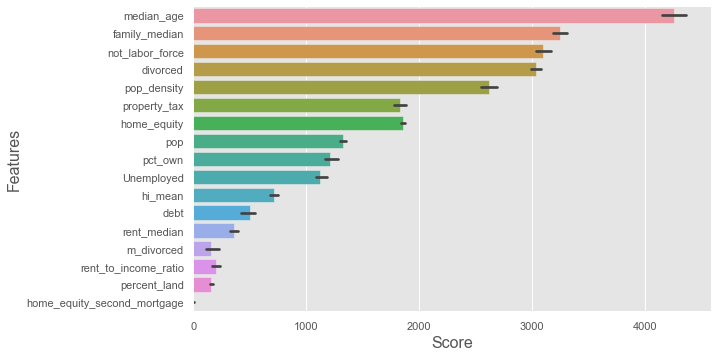 median_age
family_median
not_labor_force
divorced
pop_density
property_tax
home_equity
pop
pct_own
Unemployed
hi_mean
debt
rent_median
m_divorced
rent_to_income_ratio
percent_land
home_equity_second_mortgage
Features
0 1000 2000 3000 4000
Score